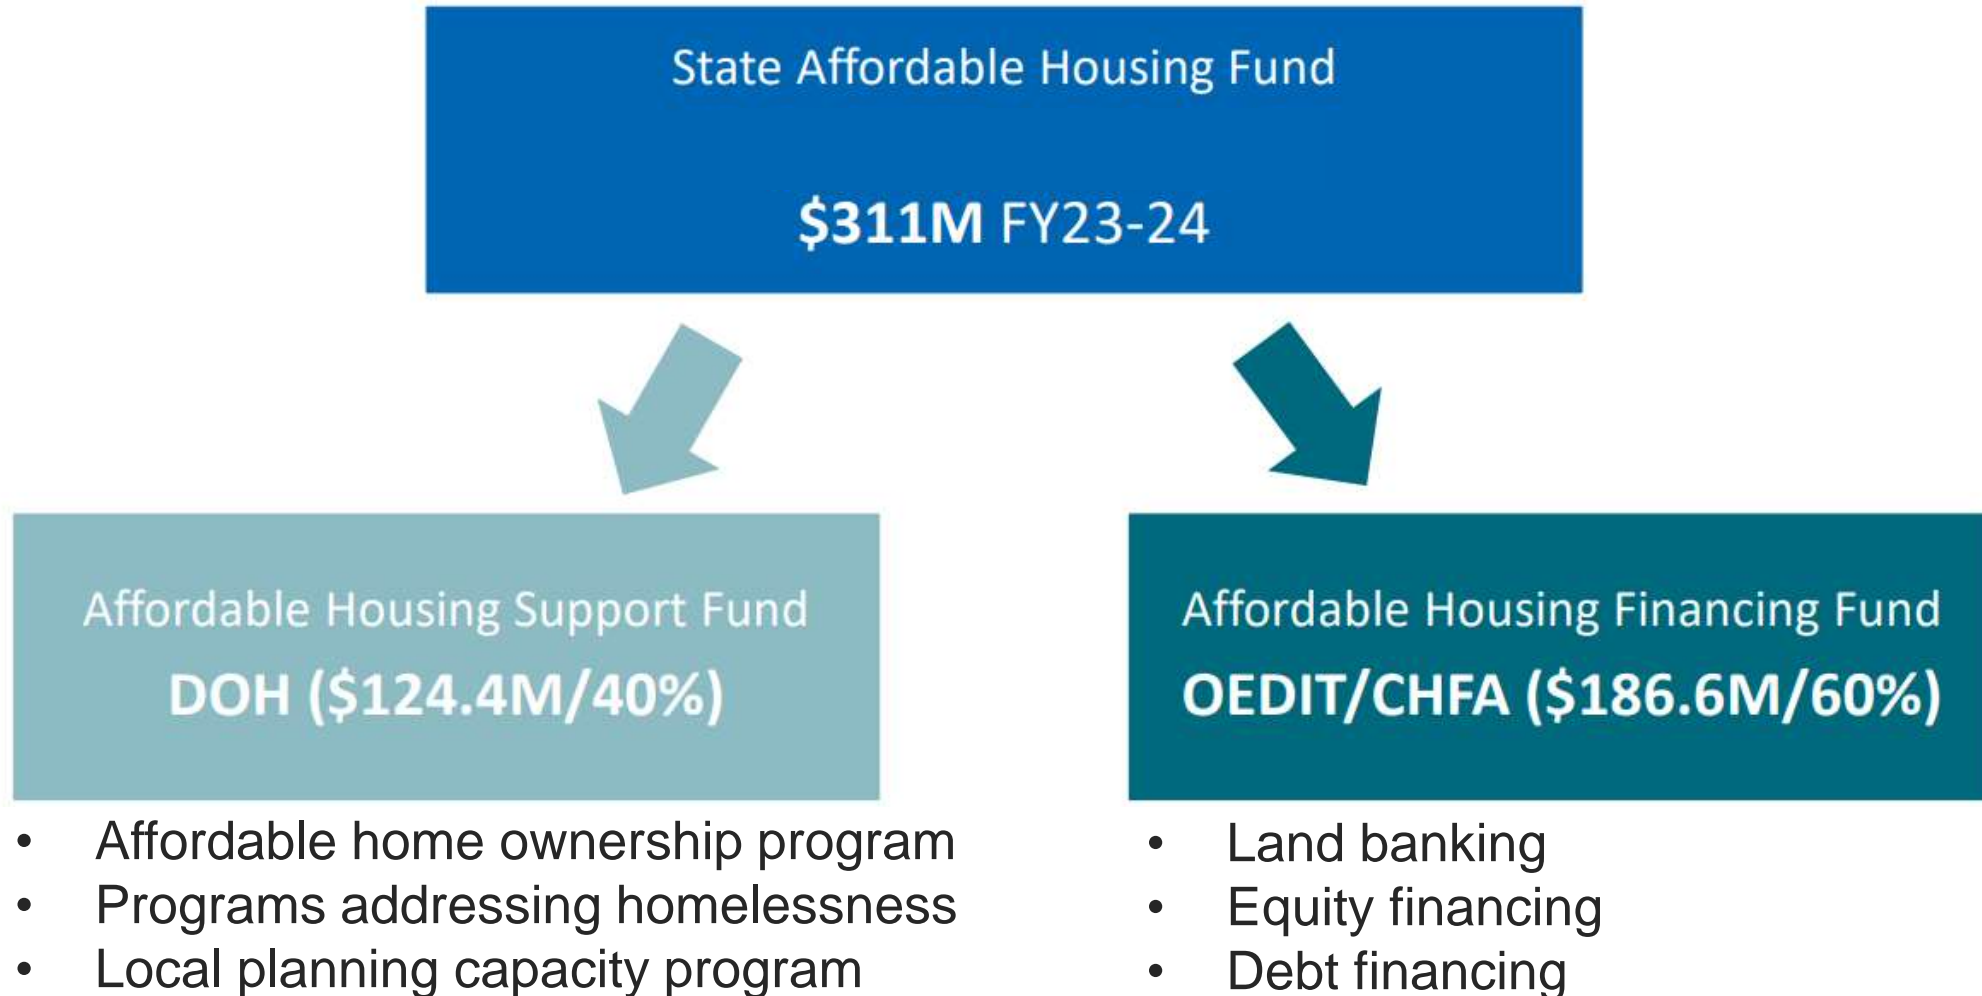 State Affordable Housing Fund
$311M FY23-24
Affordable Housing Support Fund
DOH ($124.4M/40%)
• Affordable home ownership program
• Programs addressing homelessness
• Local planning capacity program
Affordable Housing Financing Fund
OEDIT/CHFA ($186.6M/60%)
• Land banking
• Equity financing
• Debt financing